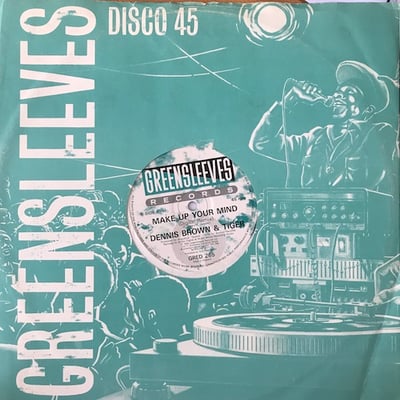 GREENSLEEVES
DISCO 45
GREENSLEEVES
RECORDS
MAKE UP YOUR MIND
DENNIS BROWN & TIGER